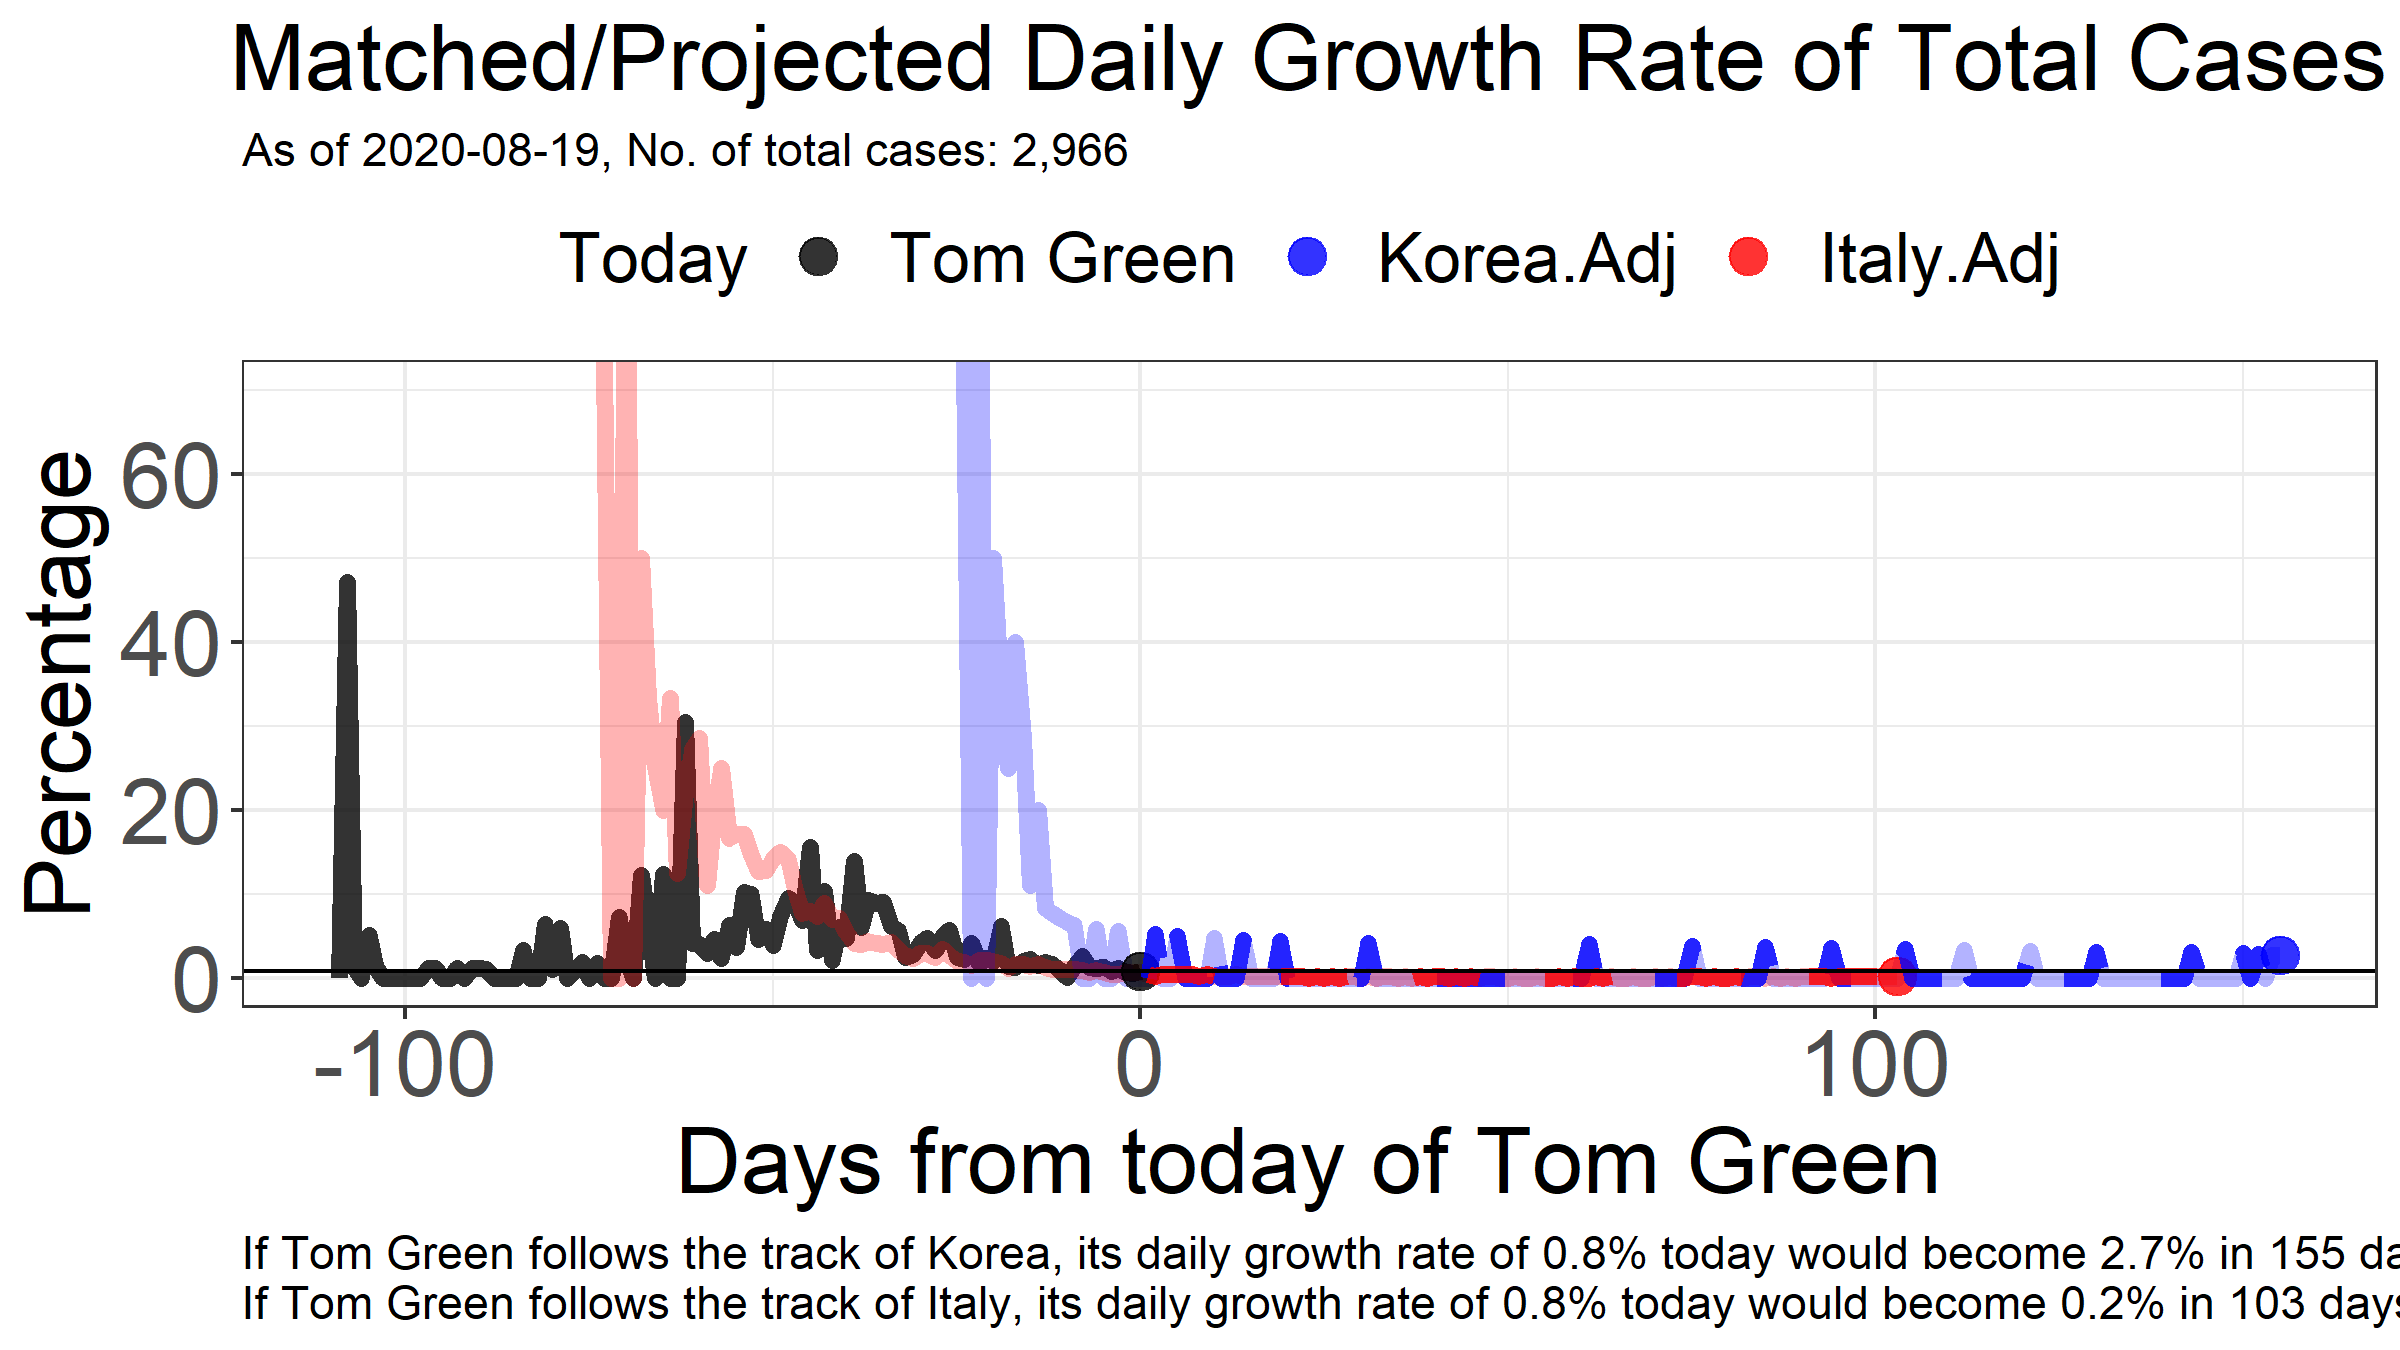 Matched/Projected Daily Growth Rate of Total Cases
As of 2020-08-19, No. of total cases: 2,966
Today Tom Green Korea.Adj Italy.Adj
Percentage
60
40
20
0
-100 0 100
Days from today of Tom Green
If Tom Green follows the track of Korea, its daily growth rate of 0.8% today would become 2.7% in 155
If Tom Green follows the track of Italy, its daily growth rate of 0.8% today would become 0.2% in 103 days